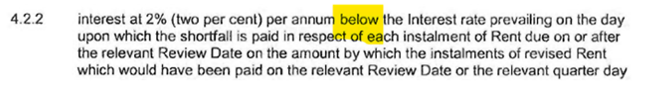 4.2.2 interest at 2% (two per cent) per annum below the Interest rate prevailing on the day
upon which the shortfall is paid in respect of each instalment of Rent due on or after
the relevant Review Date on the amount by which the instalments of revised Rent
which would have been paid on the relevant Review Date or the relevant quarter day